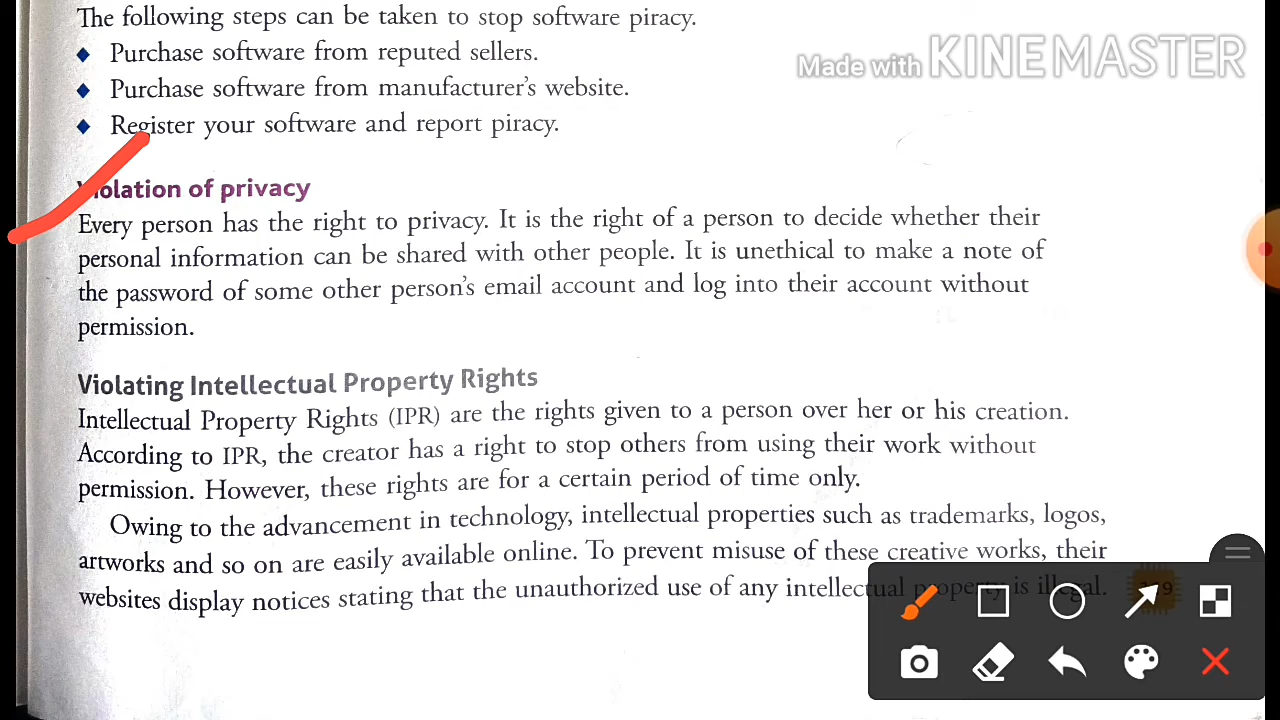 The following steps can be taken to stop software piracy.
Made with KINEMASTER
◆ Purchase software from reputed sellers.
◆ Purchase software from manufacturer's website.
◆ Register your software and report piracy.
Violation of privacy
Every person has the right to privacy. It is the right of a person to decide whether their
personal information can be shared with other people. It is unethical to make a note of
the password of some other person's email account and log into their account without
permission.
Violating Intellectual Property Rights
Intellectual Property Rights (IPR) are the rights given to a person over her or his creation.
According to IPR, the creator has a right to stop others from using their work without
permission. However, these rights are for a certain period of time only.
Owing to the advancement in technology, intellectual properties such as trademarks, logos,
artworks and so on are easily available online. To prevent misuse of these creative works, their
websites display notices stating that the unauthorized use of any intellectual property is illegal.